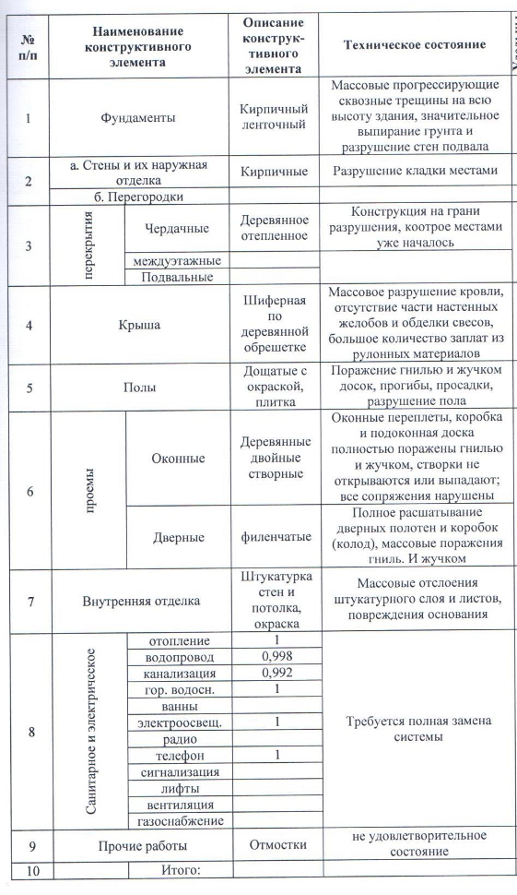 №
п/п
Наименование
конструктивного
элемента
Описание
конструк-
тивного
элемента
Техническое состояние
1
Фундаменты
Кирпичный
ленточный
Массовые прогрессирующие
сквозные трещины на всю
высоту здания, значительное
выпирание грунта и
разрушение стен подвала
2
а. Стены и их наружная
отделка
Кирпичные
Разрушение кладки местами
б. Перегородки
3
перекрытия
Чердачные
Деревянное
отепленное
Конструкция на грани
разрушения, коотрое местами
уже началось
междуэтажные
Подвальные
4
Крыша
Шиферная
по
деревянной
обрешетке
Массовое разрушение кровли,
отсутствие части настенных
желобов и обделки свесов,
большое количество заплат из
рулонных материалов
5
Полы
Дощатые с
окраской,
плитка
Поражение гнилью и жучком
досок, прогибы, просадки,
разрушение пола
6
проемы
Оконные
Деревянные
двойные
створные
Оконные переплеты, коробка
и подоконная доска
полностью поражены гнилью
и жучком, створки не
открываются или выпадают;
все сопряжения нарушены
Дверные
филенчатые
Полное расшатывание
дверных полотен и коробок
(колод), массовые поражения
гниль. И жучком
7
Внутренняя отделка
Штукатурка
стен и
потолка,
окраска
Массовые отслоения
штукатурного слоя и листов,
повреждения основания
8
Санитарное и электрическое
отопление
1
водопровод
0,998
канализация
0,992
гор. водосн.
1
ванны
электроосвещ.
1
радио
телефон
1
сигнализация
лифты
вентиляция
газоснабжение
Требуется полная замена
системы
9
Прочие работы
Отмостки
не удовлетворительное
состояние
10
Итого: